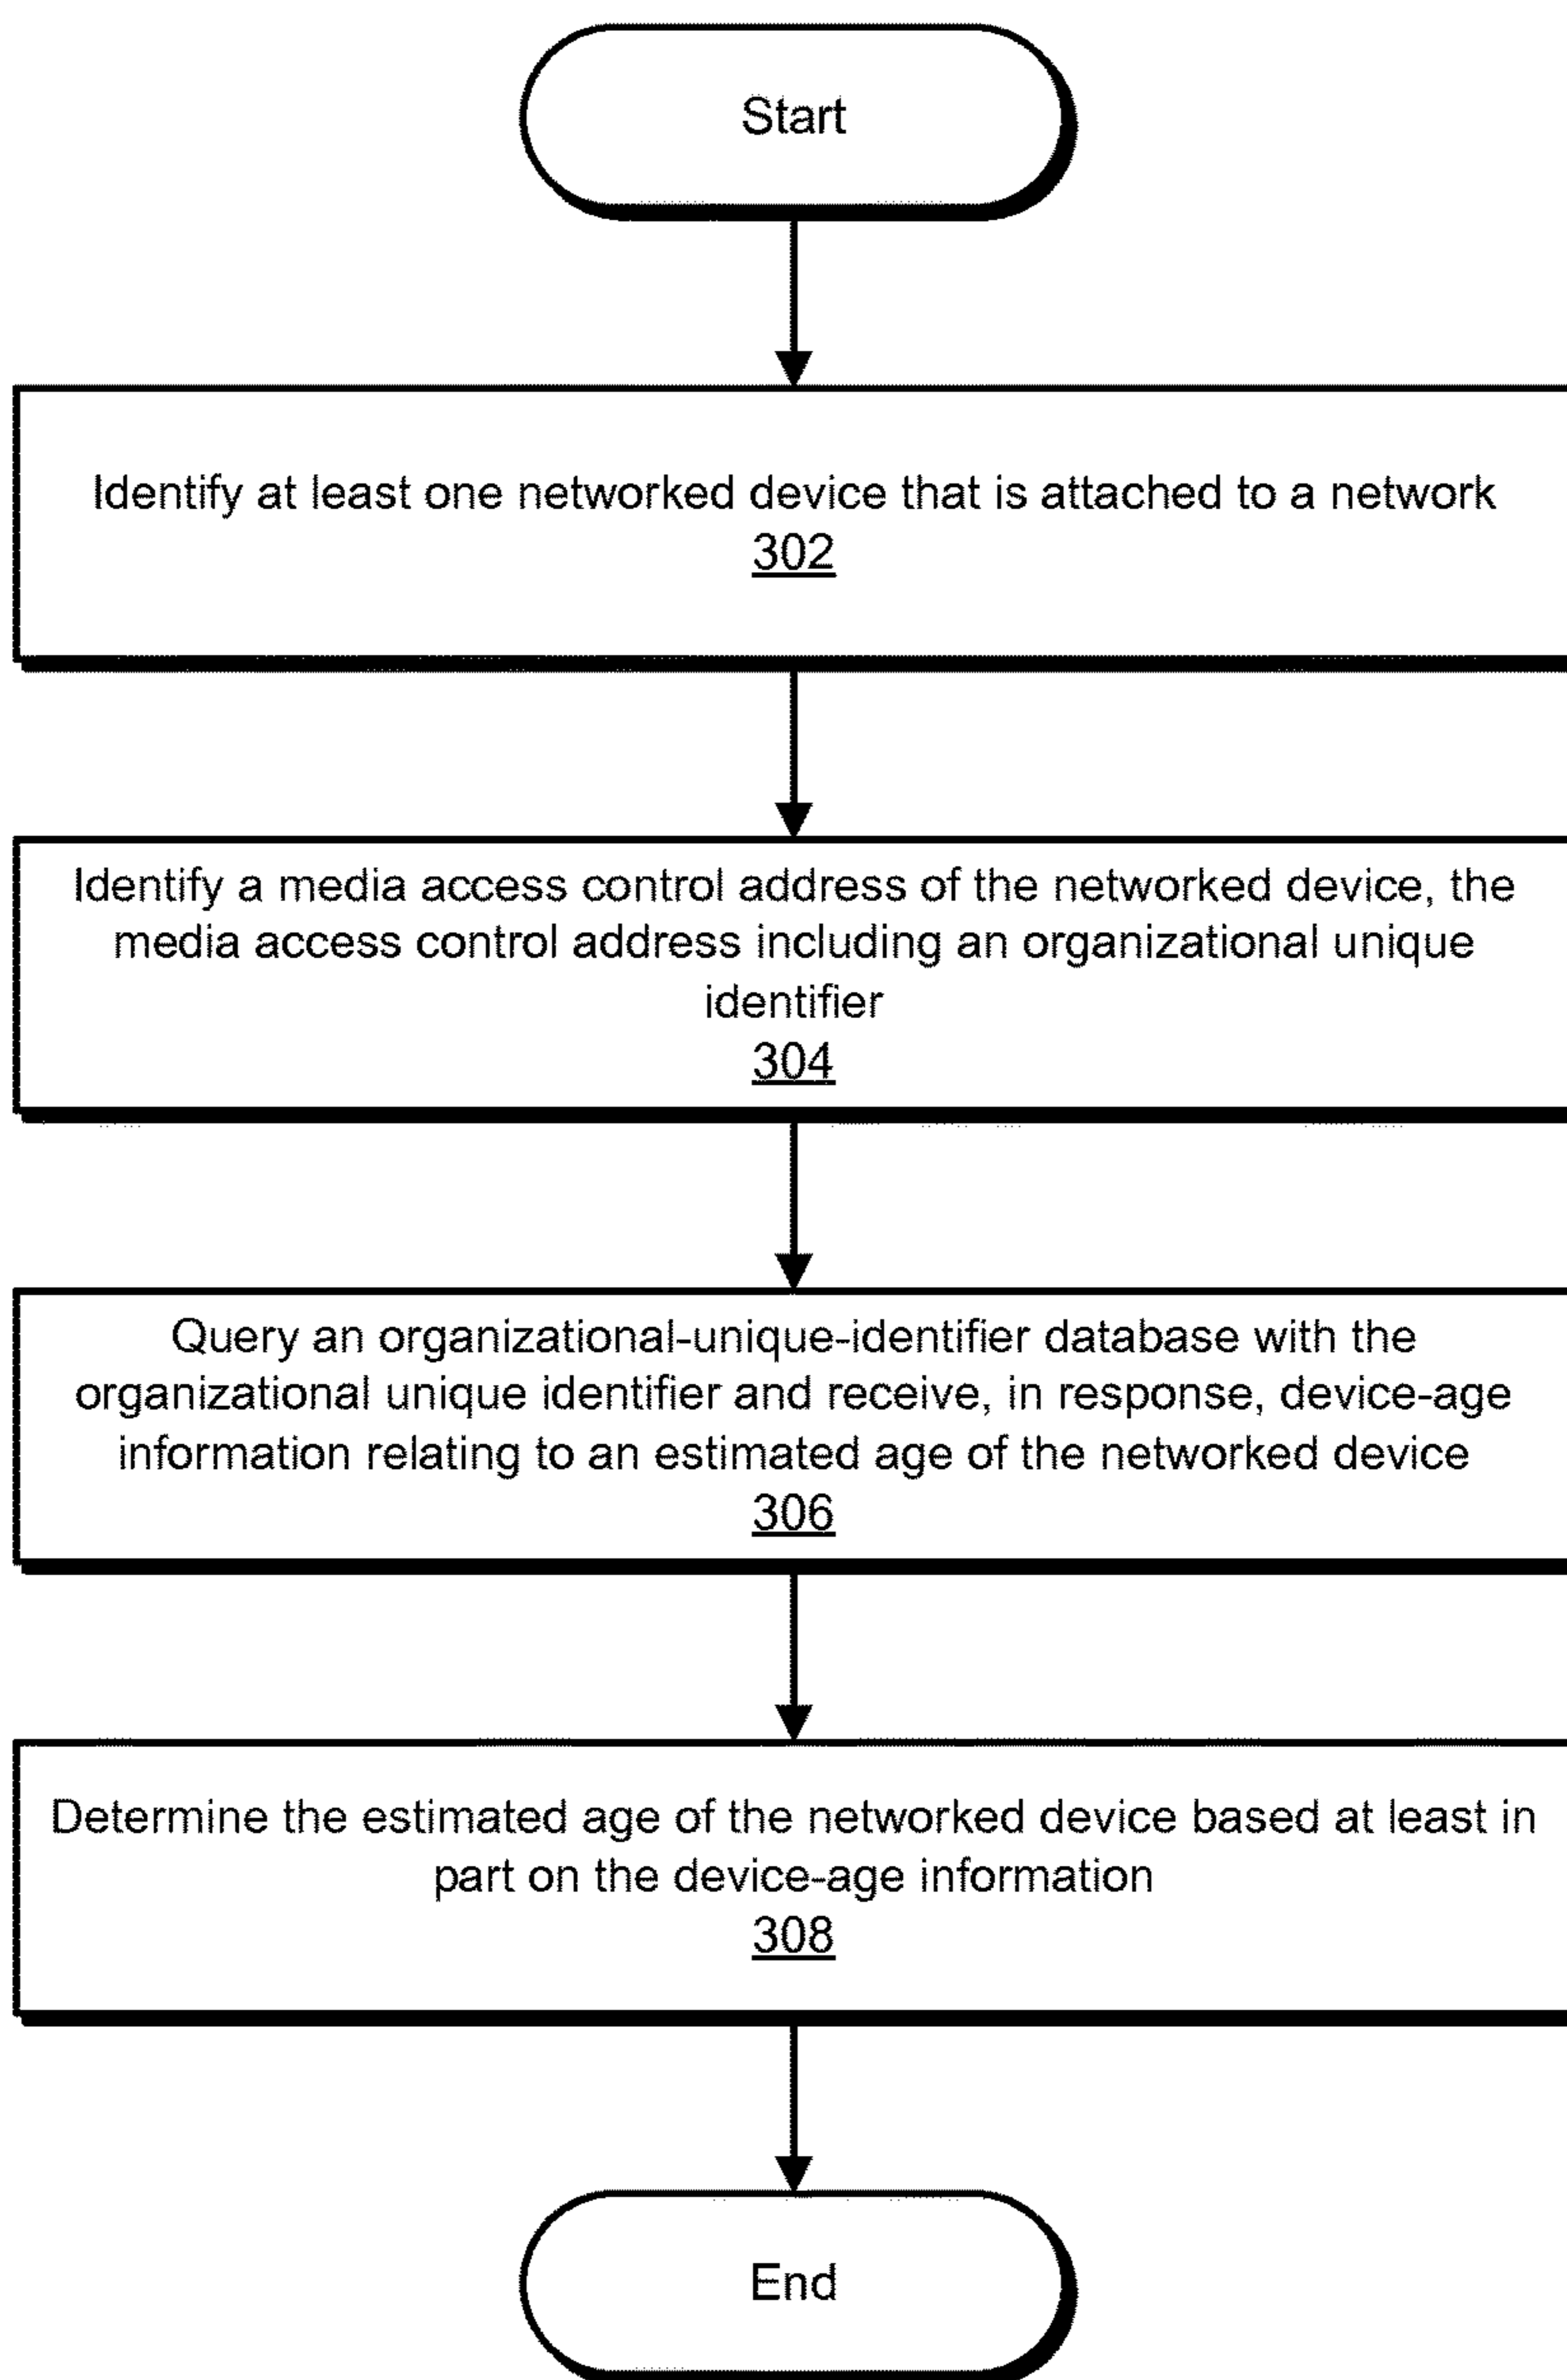 Start
Identify at least one networked device that is attached to a network
302
Identify a media access control address of the networked device, the
media access control address including an organizational unique
identifier
304
Query an organizational-unique-identifier database with the
organizational unique identifier and receive, in response, device-age
information relating to an estimated age of the networked device
306
Determine the estimated age of the networked device based at least in
part on the device-age information
308
End